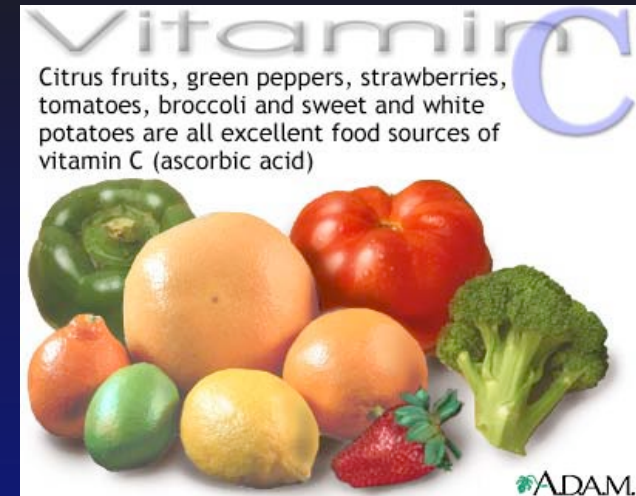 Vitamin C
Citrus fruits, green peppers, strawberries,
tomatoes, broccoli and sweet and white
potatoes are all excellent food sources of
vitamin C (ascorbic acid)
A.D.A.M.